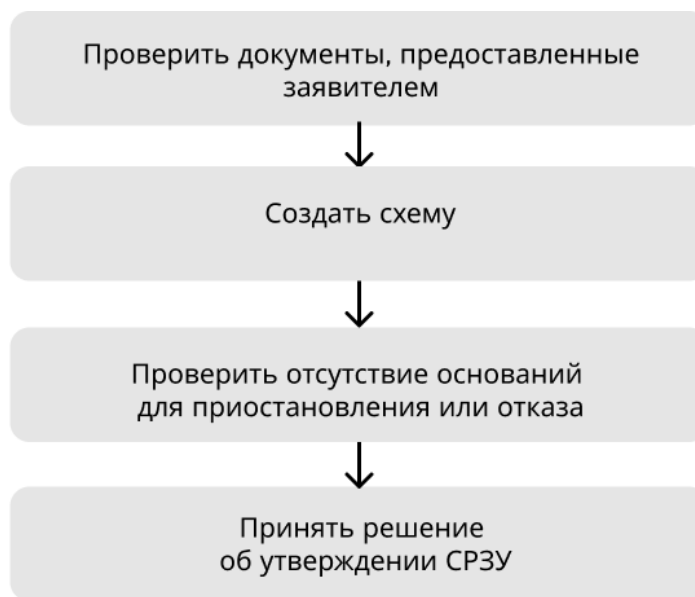 Проверить документы, предоставленные
заявителем
Создать схему
Проверить отсутствие оснований
для приостановления или отказа
Принять решение
об утверждении СРЗУ